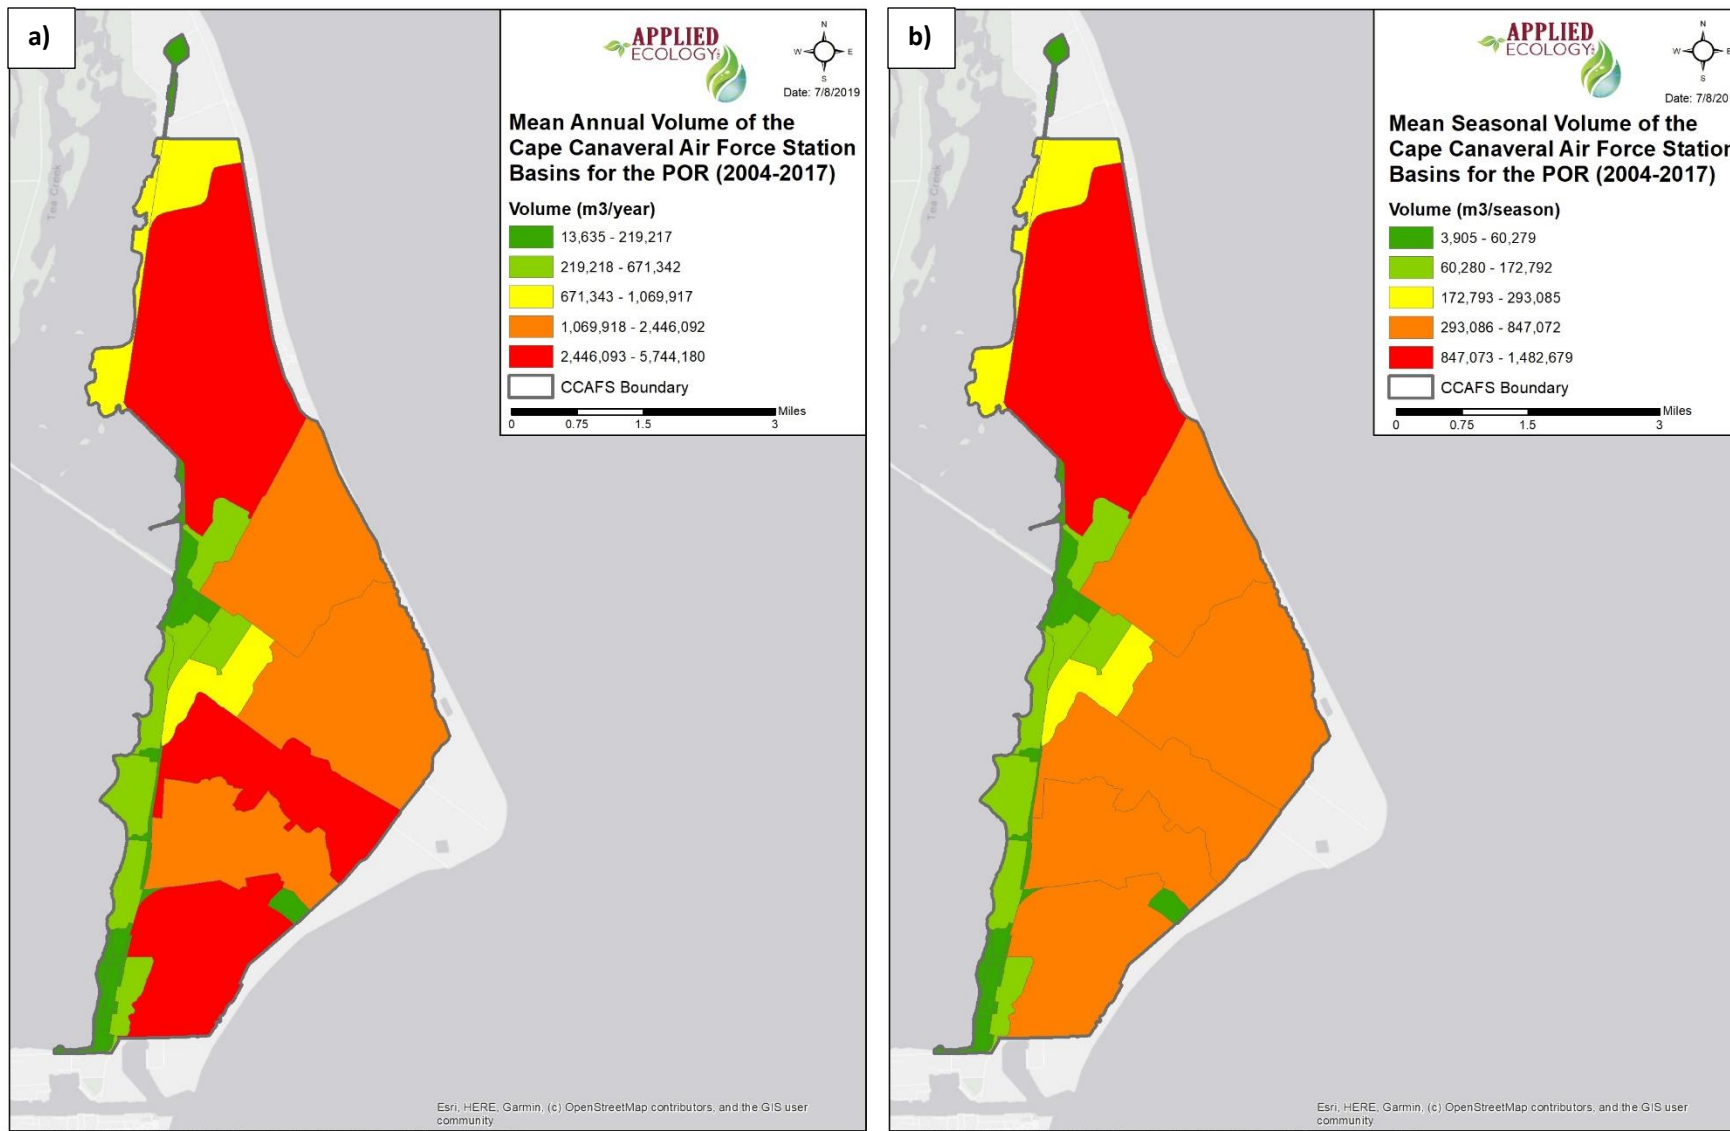 a)
APPLIED
ECOLOGY
N
W E
S
Date: 7/8/2019
Mean Annual Volume of the
Cape Canaveral Air Force Station
Basins for the POR (2004-2017)
Volume (m3/year)
13,635 - 219,217
219,218 - 671,342
671,343 - 1,069,917
1,069,918 - 2,446,092
2,446,093 - 5,744,180
CCAFS Boundary
Miles
0 0.75 1.5 3
Tea Creek
Esri, HERE, Garmin, (c) OpenStreetMap contributors, and the GIS user
community
b)
APPLIED
ECOLOGY
N
W E
S
Date: 7/8/20
Mean Seasonal Volume of the
Cape Canaveral Air Force Station
Basins for the POR (2004-2017)
Volume (m3/season)
3,905 - 60,279
60,280 - 172,792
172,793 - 293,085
293,086 - 847,072
847,073 - 1,482,679
CCAFS Boundary
Miles
0 0.75 1.5 3
Tea Creek
Esri, HERE, Garmin, (c) OpenStreetMap contributors, and the GIS user
community